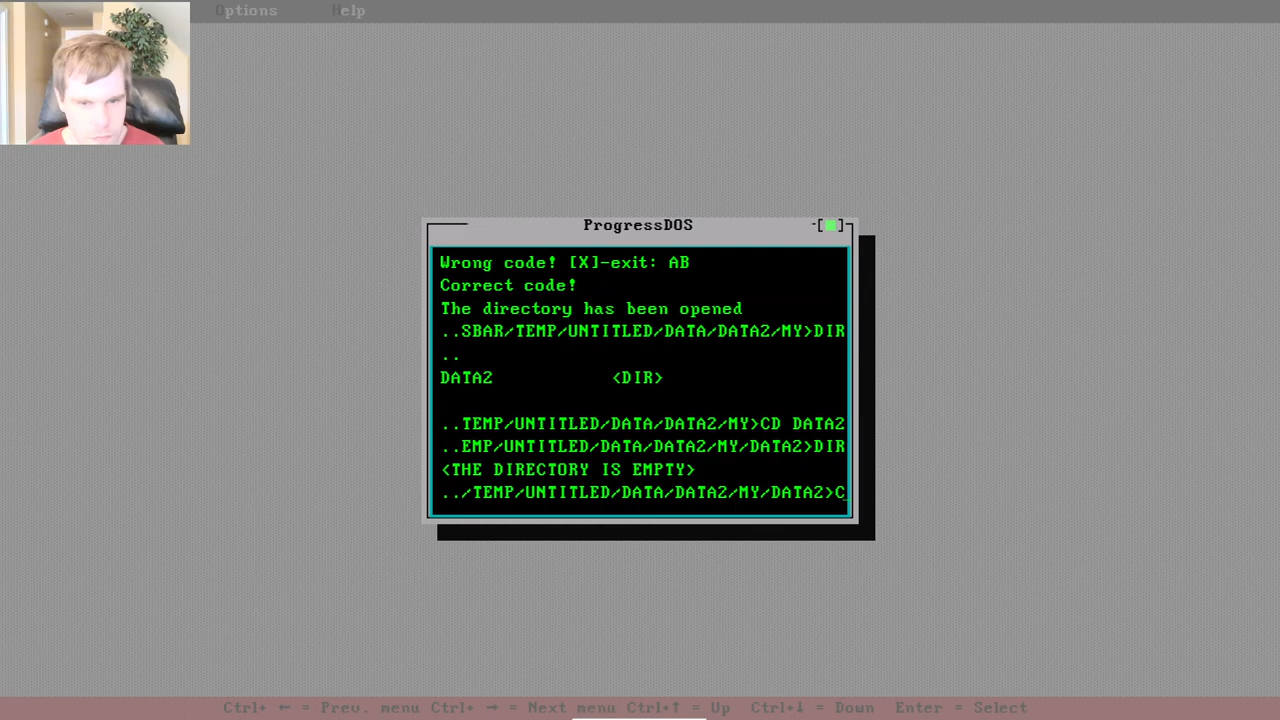 Options Help
ProgressDOS
Wrong code! [X]-exit: AB
Correct code!
The directory has been opened
..SBAR/TEMP/UNTITLED/DATA/DATA2/MY>DIR
..
DATA2 <DIR>
..TEMP/UNTITLED/DATA/DATA2/MY>CD DATA2
..EMP/UNTITLED/DATA/DATA2/MY/DATA2>DIR
<THE DIRECTORY IS EMPTY>
../TEMP/UNTITLED/DATA/DATA2/MY/DATA2>C_
Ctrl+ ← = Prev. menu Ctrl+ → = Next menu Ctrl+↑ = Up Ctrl+↓ = Down Enter = Select